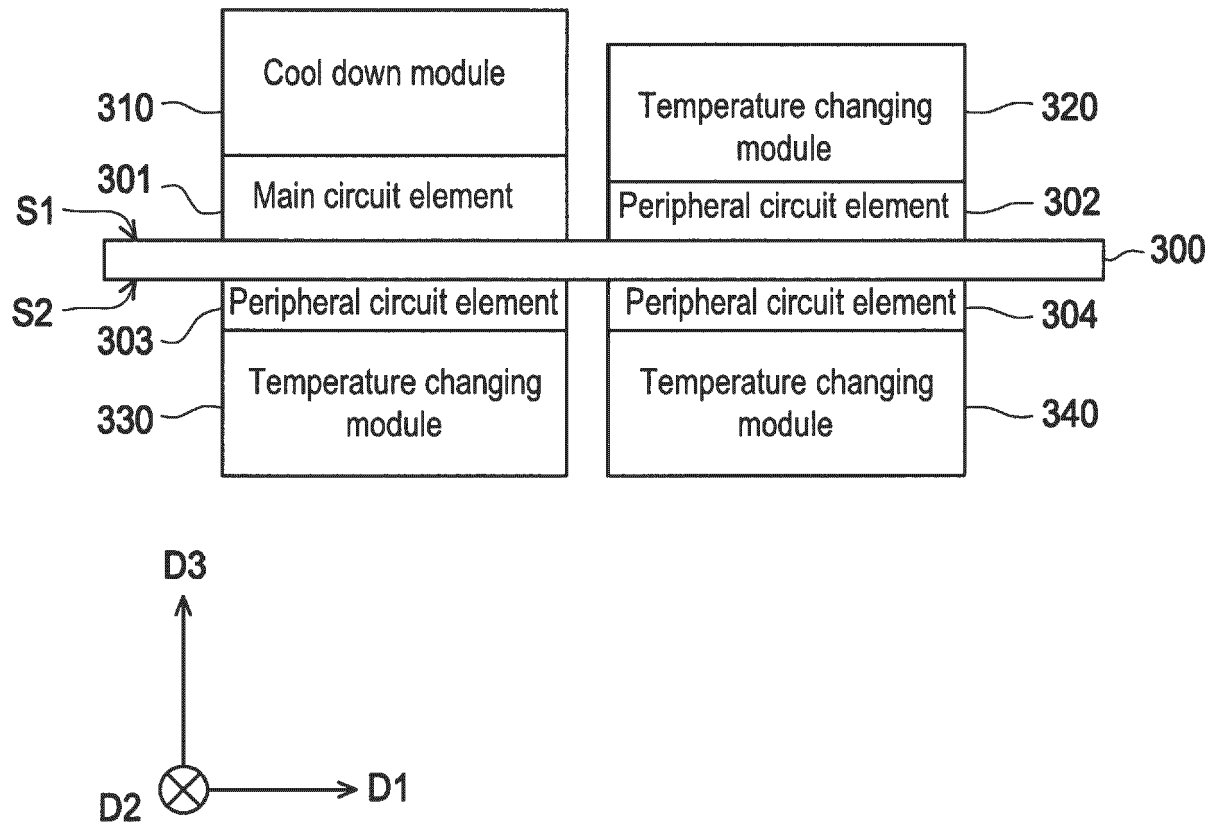 Cool down module
310
Temperature changing
module
320
301
Main circuit element
Peripheral circuit element
302
S1
300
S2
Peripheral circuit element
303
Peripheral circuit element
304
Temperature changing
module
330
Temperature changing
module
340
D3
D2
D1